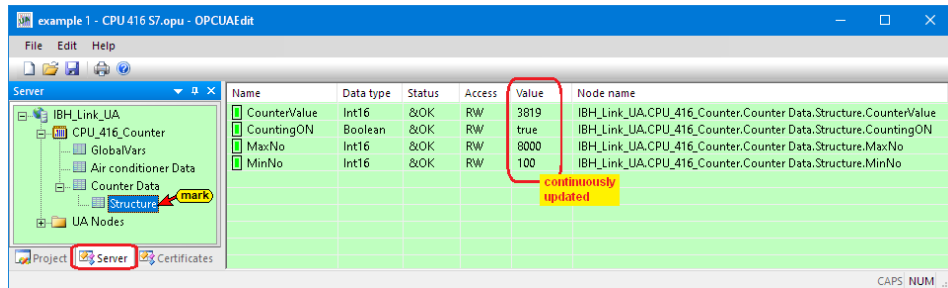 example 1 - CPU 416 S7.opu - OPCUAEdit
File Edit Help
Server
IBH_Link_UA
CPU_416_Counter
GlobalVars
Air conditioner Data
Counter Data
Structure
mark
UA Nodes
Project Server Certificates
Name Data type Status Access Value Node name
CounterValue Int16 &OK RW 3819 IBH_Link_UA.CPU_416_Counter.Counter Data.Structure.CounterValue
CountingON Boolean &OK RW true IBH_Link_UA.CPU_416_Counter.Counter Data.Structure.CountingON
MaxNo Int16 &OK RW 8000 IBH_Link_UA.CPU_416_Counter.Counter Data.Structure.MaxNo
MinNo Int16 &OK RW 100 IBH_Link_UA.CPU_416_Counter.Counter Data.Structure.MinNo
continuously
updated
CAPS NUM